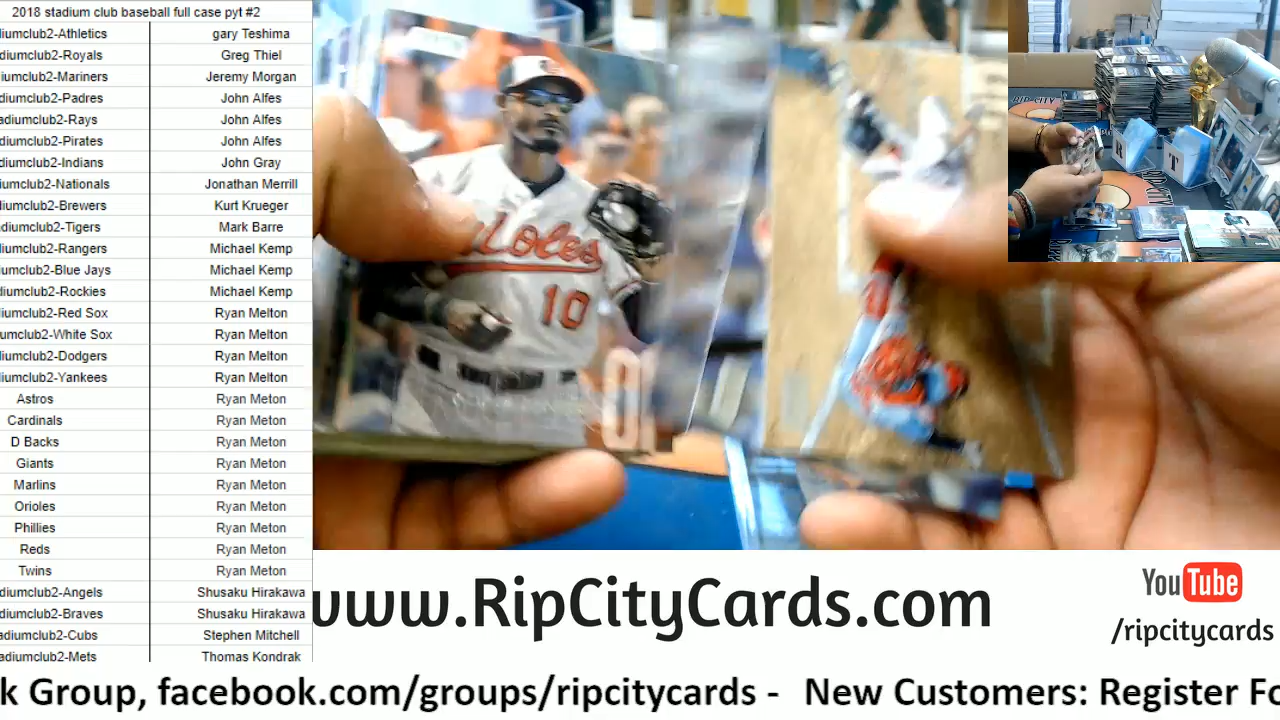 2018 stadium club baseball full case pyt #2
diumclub2-Athletics gary Teshima
diumclub2-Royals Greg Thiel
diumclub2-Mariners Jeremy Morgan
diumclub2-Padres John Alfes
adiumclub2-Rays John Alfes
diumclub2-Pirates John Alfes
diumclub2-Indians John Gray
iumclub2-Nationals Jonathan Merrill
diumclub2-Brewers Kurt Krueger
adiumclub2-Tigers Mark Barre
diumclub2-Rangers Michael Kemp
diumclub2-Blue Jays Michael Kemp
diumclub2-Rockies Michael Kemp
diumclub2-Red Sox Ryan Melton
umclub2-White Sox Ryan Melton
diumclub2-Dodgers Ryan Melton
diumclub2-Yankees Ryan Melton
Astros Ryan Meton
Cardinals Ryan Meton
D Backs Ryan Meton
Giants Ryan Meton
Marlins Ryan Meton
Orioles Ryan Meton
Phillies Ryan Meton
Reds Ryan Meton
Twins Ryan Meton
diumclub2-Angels Shusaku Hirakawa
diumclub2-Braves Shusaku Hirakawa
adiumclub2-Cubs Stephen Mitchell
adiumclub2-Mets Thomas Kondrak
ioles
10
RIP-CITY
R T
www.RipCityCards.com
YouTube
/ripcitycards
k Group, facebook.com/groups/ripcitycards - New Customers: Register Fo